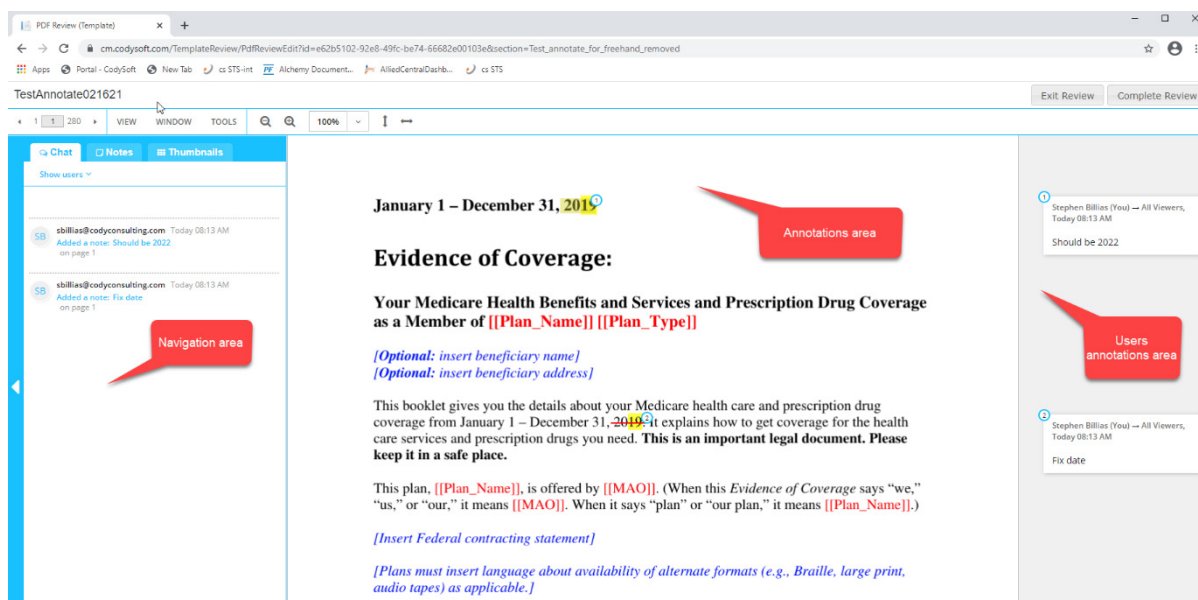 PDF Review (Template)
cm.codysoft.com/TemplateReview/PdfReviewEdit?id=e62b5102-92e8-49fc-be74-66682e00103e&section=Test_annotate_for_freehand_removed
Apps Portal - CodySoft New Tab cs STS-int PF Alchemy Document... AlliedCentralDashb... cs STS
TestAnnotate021621 Exit Review Complete Review
1 1 280 VIEW WINDOW TOOLS 100%
Chat Notes Thumbnails
Show users
SB sbillias@codyconsulting.com Today 08:13 AM
Added a note: Should be 2022
on page 1
SB sbillias@codyconsulting.com Today 08:13 AM
Added a note: Fix date
on page 1
Navigation area
January 1 – December 31, 2019 1
Annotations area
Evidence of Coverage:
Your Medicare Health Benefits and Services and Prescription Drug Coverage
as a Member of [[Plan_Name]] [[Plan_Type]]
[Optional: insert beneficiary name]
[Optional: insert beneficiary address]
This booklet gives you the details about your Medicare health care and prescription drug
coverage from January 1 – December 31, 2019. 2 It explains how to get coverage for the health
care services and prescription drugs you need. This is an important legal document. Please
keep it in a safe place.
This plan, [[Plan_Name]], is offered by [[MAO]]. (When this Evidence of Coverage says “we,”
“us,” or “our,” it means [[MAO]]. When it says “plan” or “our plan,” it means [[Plan_Name]].)
[Insert Federal contracting statement]
[Plans must insert language about availability of alternate formats (e.g., Braille, large print,
audio tapes) as applicable.]
1
Stephen Billias (You) → All Viewers,
Today 08:13 AM
Should be 2022
Users
annotations area
2
Stephen Billias (You) → All Viewers,
Today 08:13 AM
Fix date